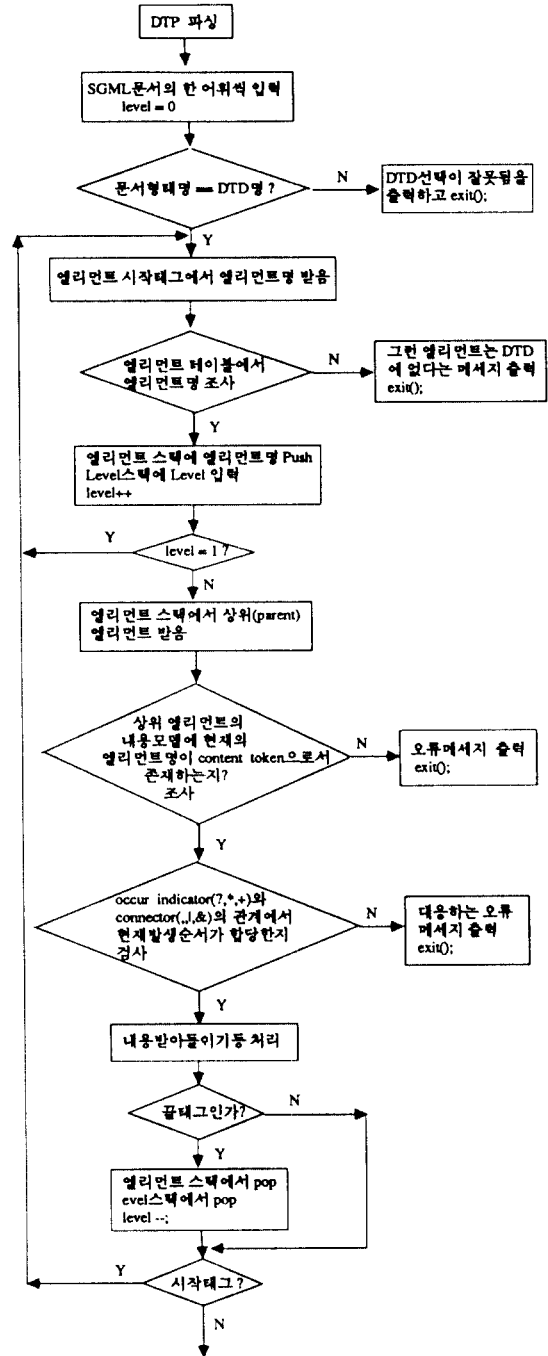 DTP 파싱
SGML문서의 한 어휘씩 입력
level = 0
문서형태명 == DTD명 ?
N
DTD선택이 잘못됨을
출력하고 exit();
Y
엘리먼트 시작태그에서 엘리먼트명 받음
엘리먼트 테이블에서
엘리먼트명 조사
N
그런 엘리먼트는 DTD
에 없다는 메세지 출력
exit();
Y
엘리먼트 스택에 엘리먼트명 Push
Level스택에 Level 입력
level++
Y
level = 1 ?
N
엘리먼트 스택에서 상위(parent)
엘리먼트 받음
상위 엘리먼트의
내용모델에 현재의
엘리먼트명이 content token으로서
존재하는지?
조사
N
오류메세지 출력
exit();
Y
occur indicator(?,*,+)와
connector(,,|,&)의 관계에서
현재발생순서가 합당한지
검사
N
대응하는 오류
메세지 출력
exit();
Y
내용받아들이기등 처리
끝태그인가?
N
Y
엘리먼트 스택에서 pop
evel스택에서 pop
level --;
Y
시작태그 ?
N